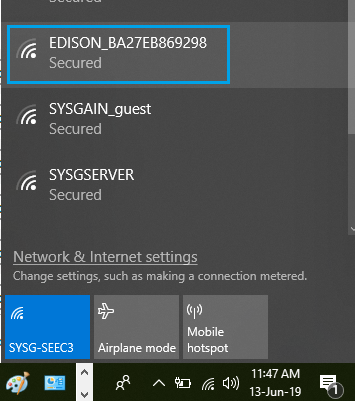 EDISON_BA27EB869298
Secured
SYSGAIN_guest
Secured
SYSGSERVER
Secured
Network & Internet settings
Change settings, such as making a connection metered.
SYSG-SEEC3
Airplane mode
Mobile
hotspot
11:47 AM
13-Jun-19
1